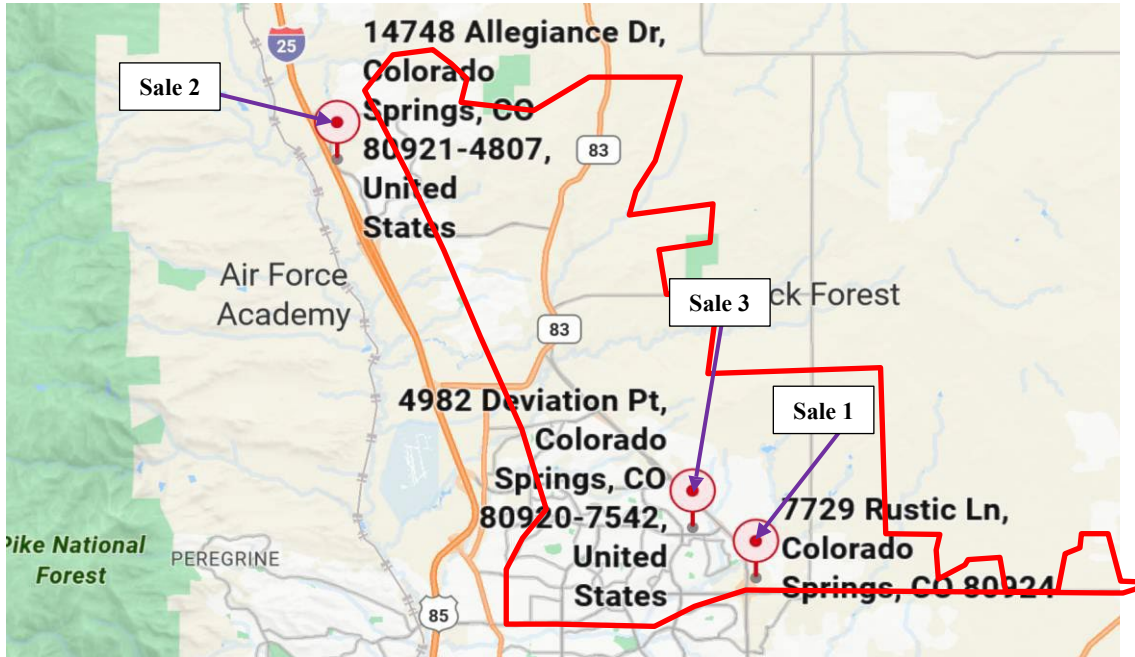 25
14748 Allegiance Dr,
Colorado
Springs, CO
80921-4807,
United
States
Sale 2
83
Air Force
Academy
Sale 3
ck Forest
83
4982 Deviation Pt,
Colorado
Springs, CO
80920-7542,
United
States
Sale 1
7729 Rustic Ln,
Colorado
Springs, CO 80924
Pike National
Forest
PEREGRINE
85